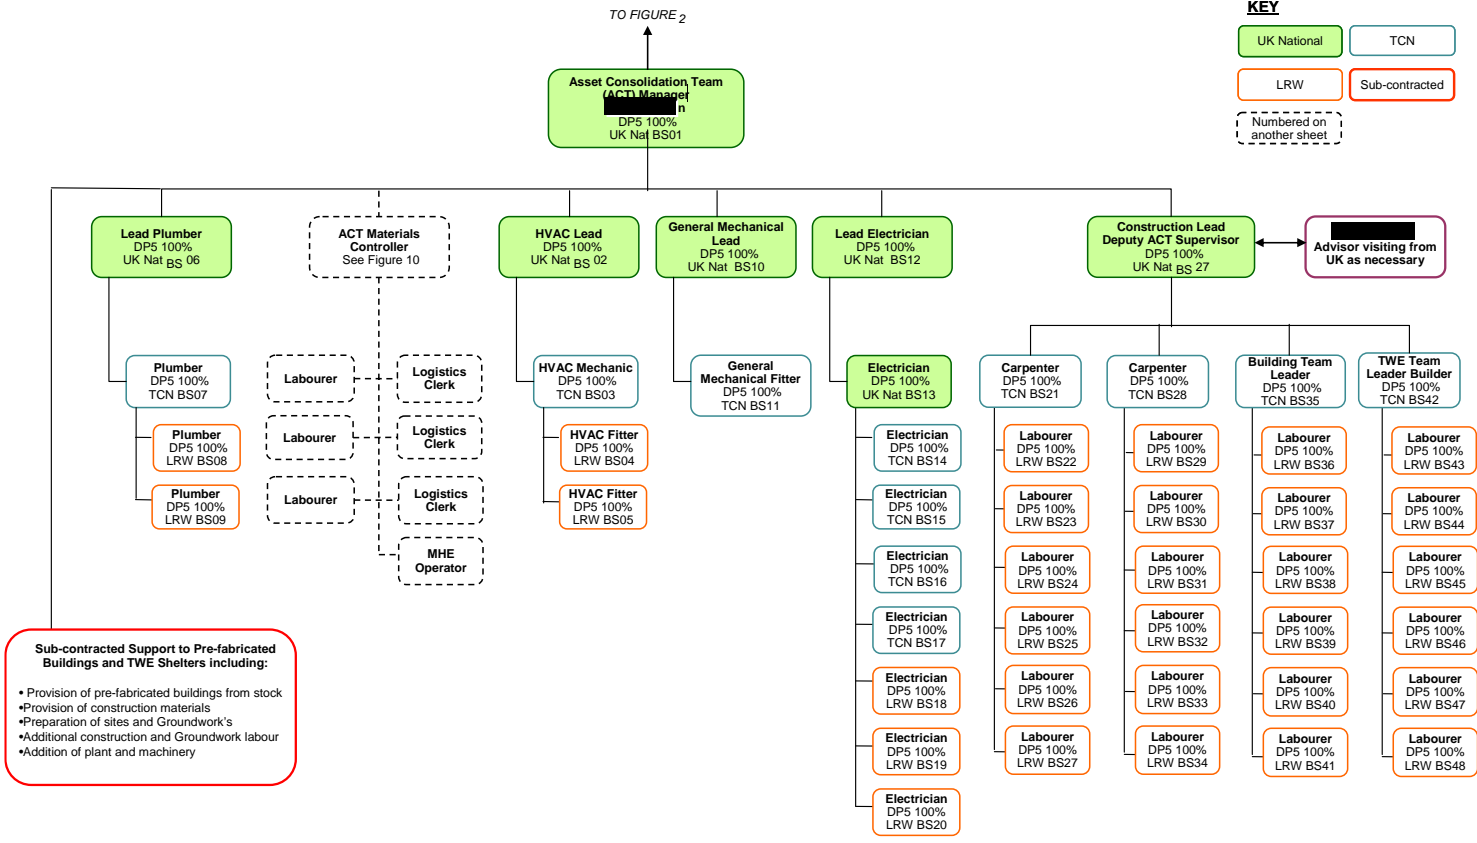 TO FIGURE 2
KEY
UK National
TCN
LRW
Sub-contracted
Numbered on
another sheet
Asset Consolidation Team
(ACT) Manager
n
DP5 100%
UK Nat BS01
Lead Plumber
DP5 100%
UK Nat BS 06
ACT Materials
Controller
See Figure 10
HVAC Lead
DP5 100%
UK Nat BS 02
General Mechanical
Lead
DP5 100%
UK Nat BS10
Lead Electrician
DP5 100%
UK Nat BS12
Construction Lead
Deputy ACT Supervisor
DP5 100%
UK Nat BS 27
Advisor visiting from
UK as necessary
Plumber
DP5 100%
TCN BS07
Plumber
DP5 100%
LRW BS08
Plumber
DP5 100%
LRW BS09
Labourer
Logistics
Clerk
Labourer
Logistics
Clerk
Labourer
Logistics
Clerk
MHE
Operator
HVAC Mechanic
DP5 100%
TCN BS03
HVAC Fitter
DP5 100%
LRW BS04
HVAC Fitter
DP5 100%
LRW BS05
General
Mechanical Fitter
DP5 100%
TCN BS11
Electrician
DP5 100%
UK Nat BS13
Electrician
DP5 100%
TCN BS14
Electrician
DP5 100%
TCN BS15
Electrician
DP5 100%
TCN BS16
Electrician
DP5 100%
TCN BS17
Electrician
DP5 100%
LRW BS18
Electrician
DP5 100%
LRW BS19
Electrician
DP5 100%
LRW BS20
Carpenter
DP5 100%
TCN BS21
Labourer
DP5 100%
LRW BS22
Labourer
DP5 100%
LRW BS23
Labourer
DP5 100%
LRW BS24
Labourer
DP5 100%
LRW BS25
Labourer
DP5 100%
LRW BS26
Labourer
DP5 100%
LRW BS27
Carpenter
DP5 100%
TCN BS28
Labourer
DP5 100%
LRW BS29
Labourer
DP5 100%
LRW BS30
Labourer
DP5 100%
LRW BS31
Labourer
DP5 100%
LRW BS32
Labourer
DP5 100%
LRW BS33
Labourer
DP5 100%
LRW BS34
Building Team
Leader
DP5 100%
TCN BS35
Labourer
DP5 100%
LRW BS36
Labourer
DP5 100%
LRW BS37
Labourer
DP5 100%
LRW BS38
Labourer
DP5 100%
LRW BS39
Labourer
DP5 100%
LRW BS40
Labourer
DP5 100%
LRW BS41
TWE Team
Leader Builder
DP5 100%
TCN BS42
Labourer
DP5 100%
LRW BS43
Labourer
DP5 100%
LRW BS44
Labourer
DP5 100%
LRW BS45
Labourer
DP5 100%
LRW BS46
Labourer
DP5 100%
LRW BS47
Labourer
DP5 100%
LRW BS48
Sub-contracted Support to Pre-fabricated
Buildings and TWE Shelters including:
• Provision of pre-fabricated buildings from stock
•Provision of construction materials
•Preparation of sites and Groundwork's
•Additional construction and Groundwork labour
•Addition of plant and machinery